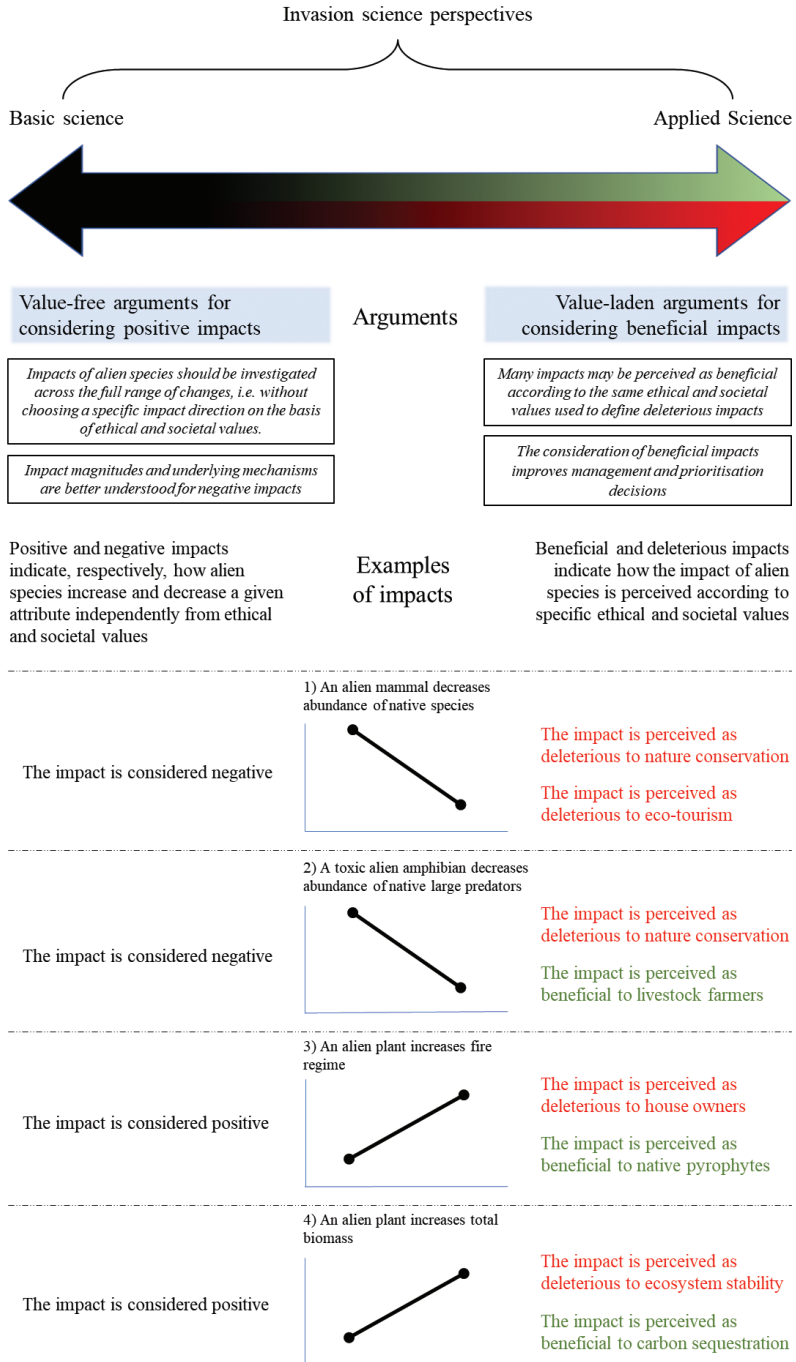 Invasion science perspectives
Basic science
Applied Science
Value-free arguments for
considering positive impacts
Arguments
Value-laden arguments for
considering beneficial impacts
Impacts of alien species should be investigated
across the full range of changes, i.e. without
choosing a specific impact direction on the basis
of ethical and societal values.
Many impacts may be perceived as beneficial
according to the same ethical and societal
values used to define deleterious impacts
Impact magnitudes and underlying mechanisms
are better understood for negative impacts
The consideration of beneficial impacts
improves management and prioritisation
decisions
Positive and negative impacts
indicate, respectively, how alien
species increase and decrease a given
attribute independently from ethical
and societal values
Examples
of impacts
Beneficial and deleterious impacts
indicate how the impact of alien
species is perceived according to
specific ethical and societal values
1) An alien mammal decreases
abundance of native species
The impact is considered negative
The impact is perceived as
deleterious to nature conservation
The impact is perceived as
deleterious to eco-tourism
2) A toxic alien amphibian decreases
abundance of native large predators
The impact is considered negative
The impact is perceived as
deleterious to nature conservation
The impact is perceived as
beneficial to livestock farmers
3) An alien plant increases fire
regime
The impact is considered positive
The impact is perceived as
deleterious to house owners
The impact is perceived as
beneficial to native pyrophytes
4) An alien plant increases total
biomass
The impact is considered positive
The impact is perceived as
deleterious to ecosystem stability
The impact is perceived as
beneficial to carbon sequestration